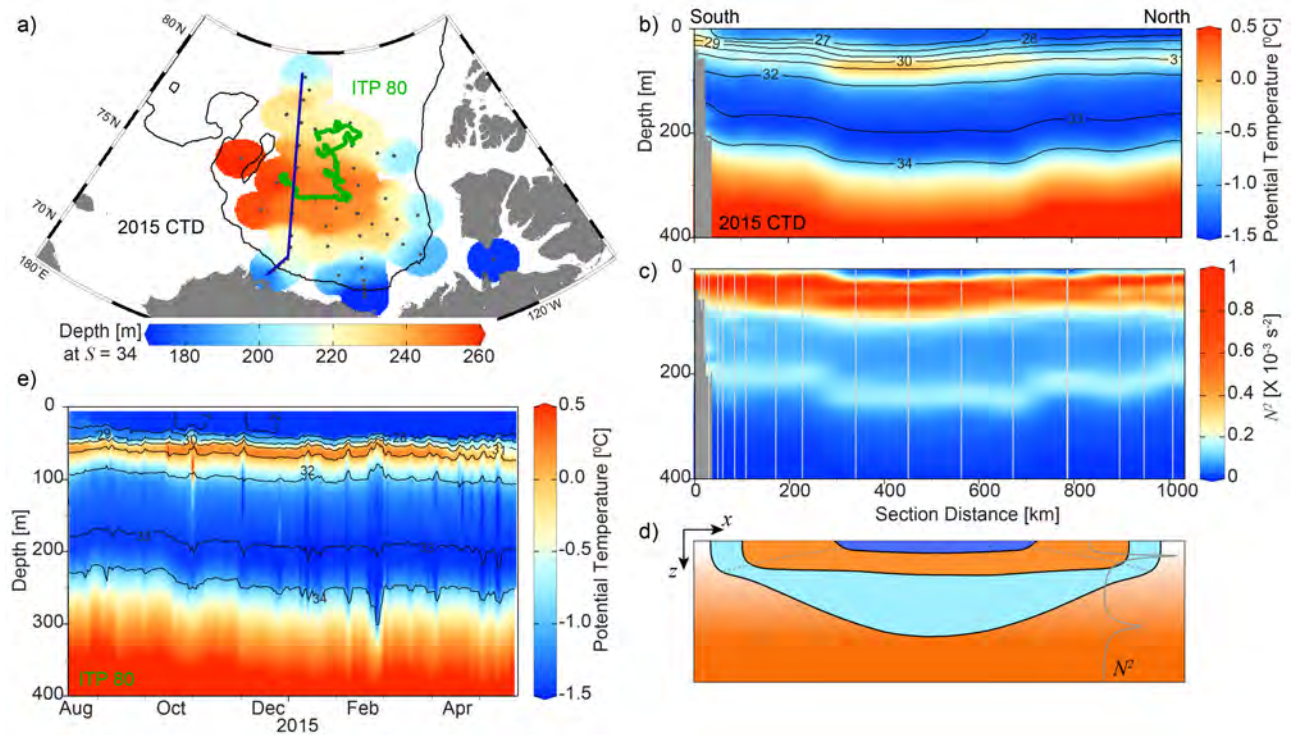 a)
80°N
75°N
70°N
180°E
120°W
ITP 80
2015 CTD
Depth [m]
at S = 34
180 200 220 240 260
b)
South North
0
200
400
Depth [m]
29 27 28
30
31
32
33
34
2015 CTD
0.5
0.0
-0.5
-1.0
-1.5
Potential Temperature [⁰C]
c)
0
200
400
0 200 400 600 800 1000
Section Distance [km]
1
0.8
0.6
0.4
0.2
0
N² [X 10⁻³ s⁻²]
d)
x
z
N²
e)
0
100
200
300
400
Depth [m]
29 28
32
33
34
ITP 80
Aug Oct Dec Feb Apr
2015
0.5
0.0
-0.5
-1.0
-1.5
Potential Temperature [⁰C]